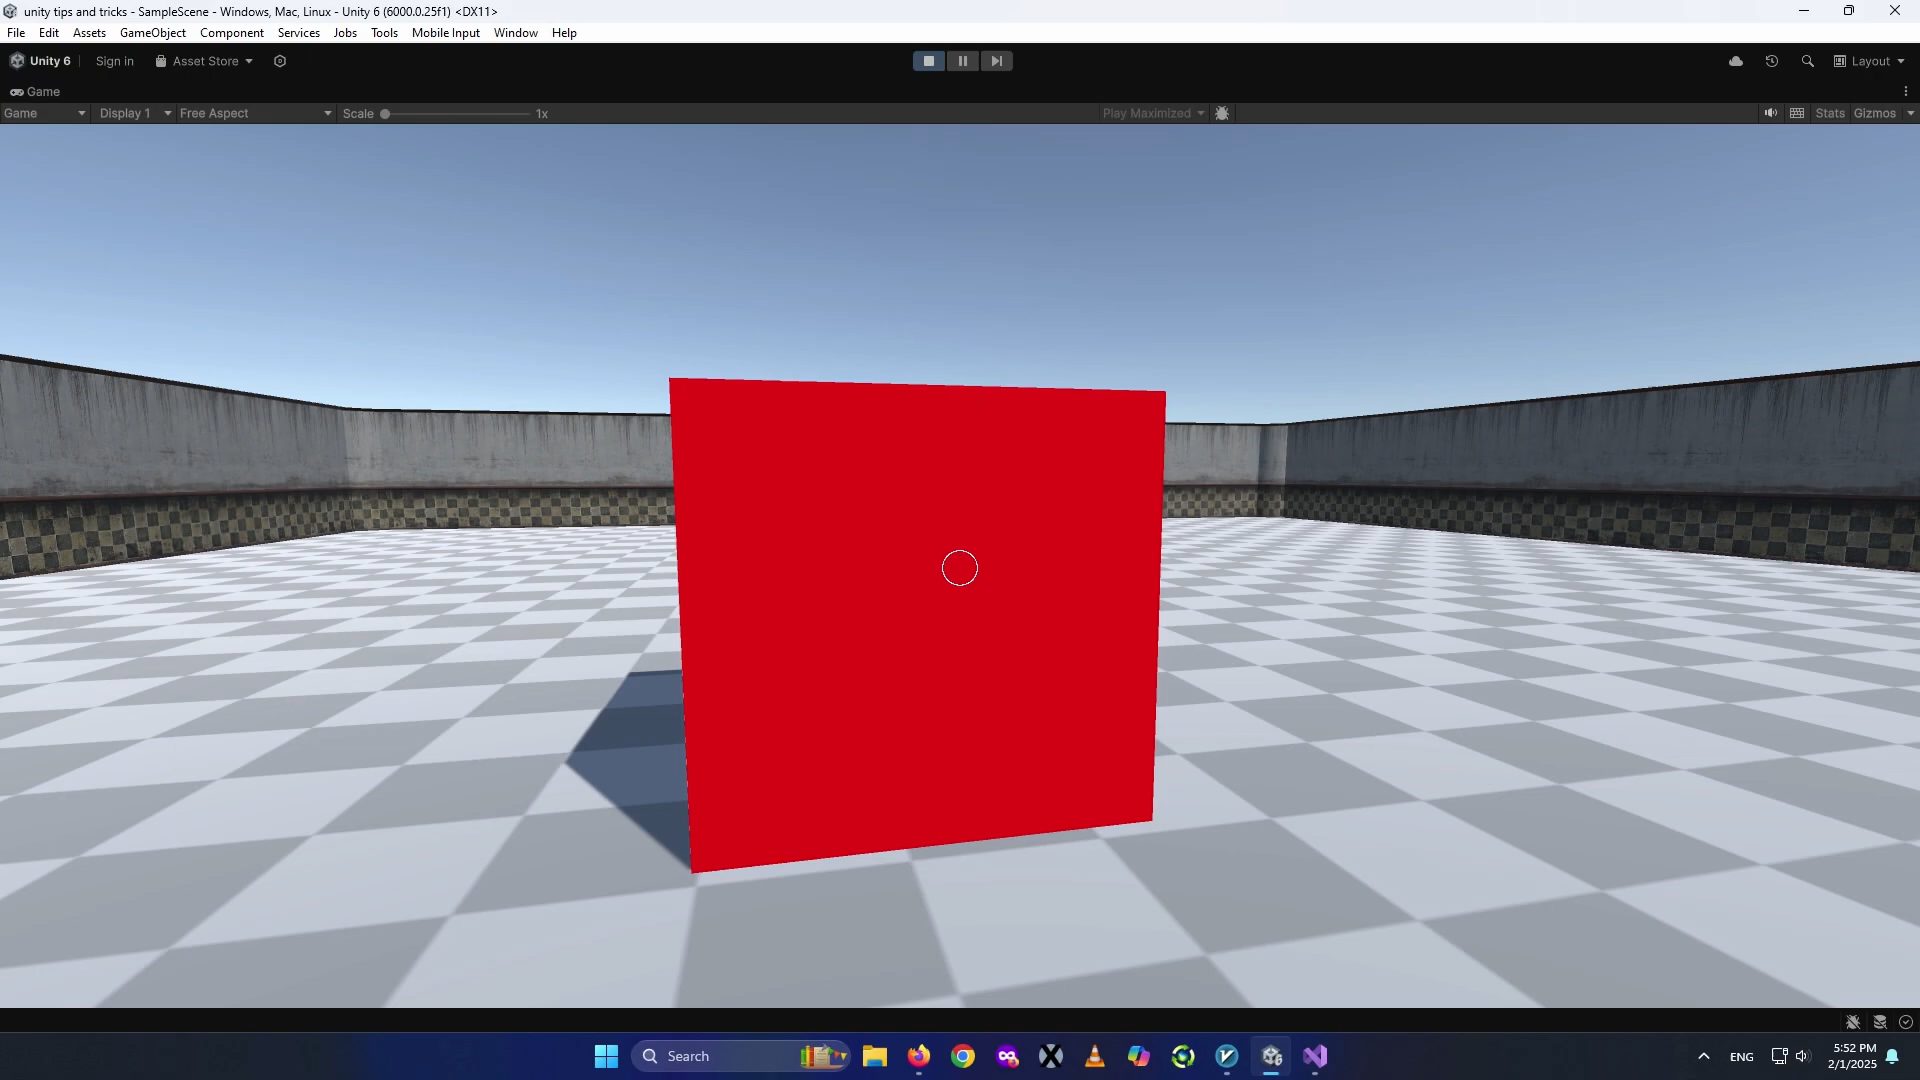 unity tips and tricks - SampleScene - Windows, Mac, Linux - Unity 6 (6000.0.25f1) <DX11>
File Edit Assets GameObject Component Services Jobs Tools Mobile Input Window Help
Unity 6 Sign in Asset Store Layout
Game
Game Display 1 Free Aspect Scale 1x Play Maximized Stats Gizmos
Search ENG 5:52 PM
2/1/2025